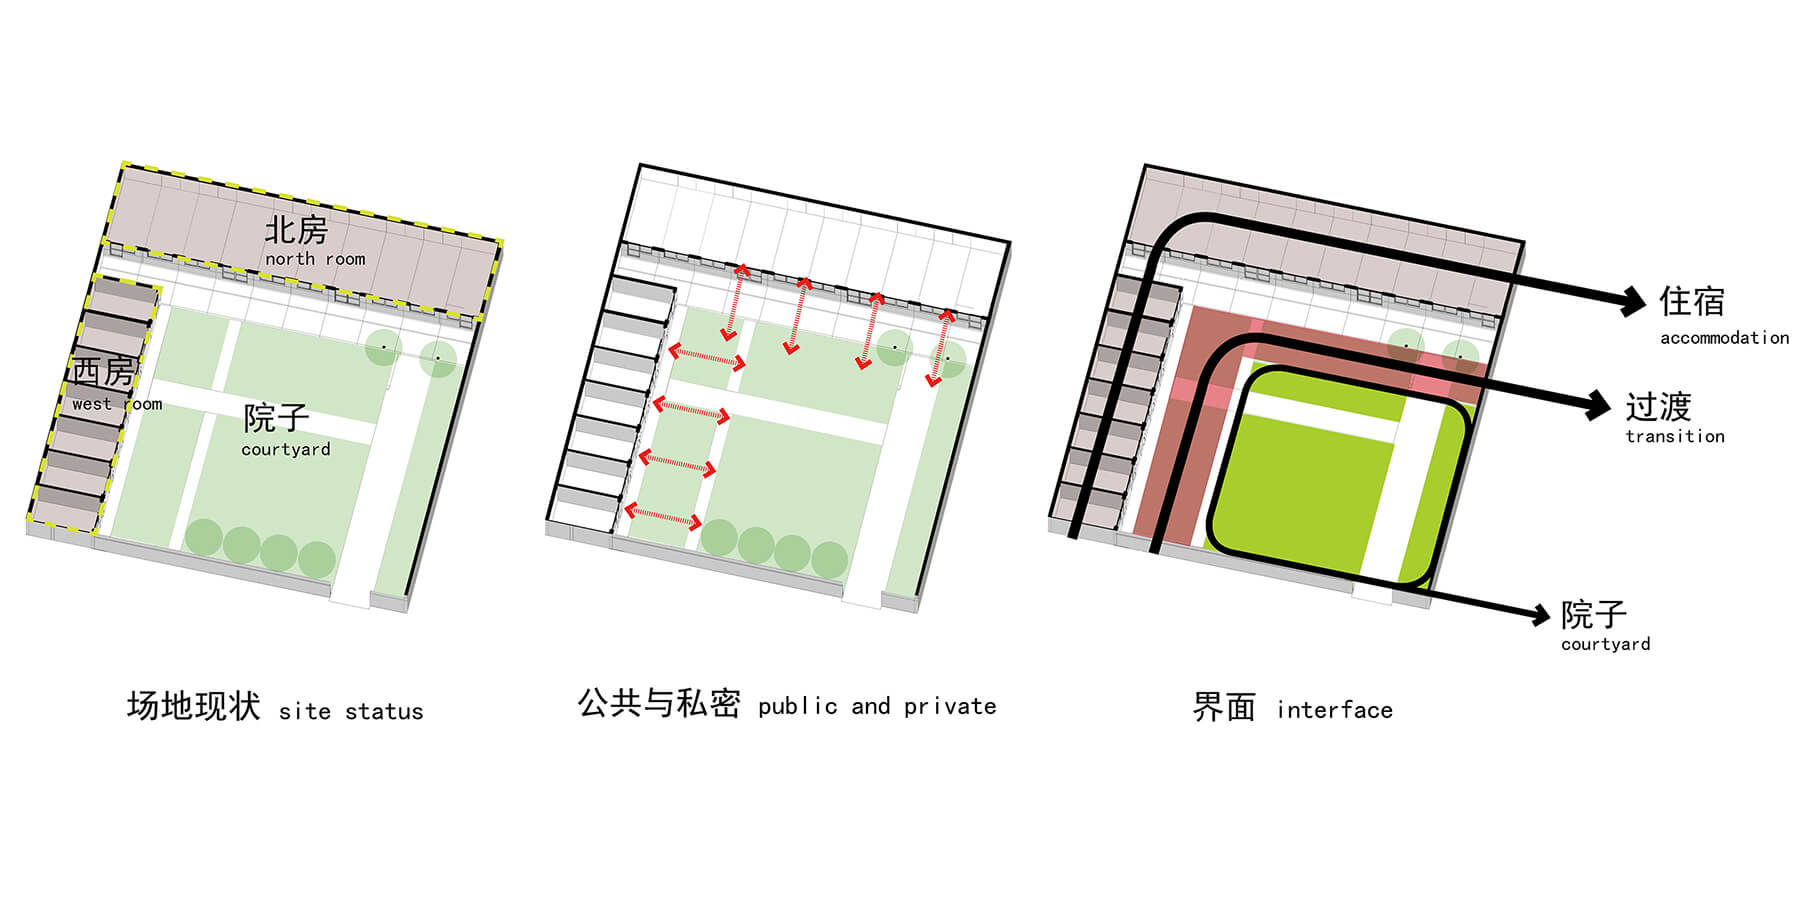 北房
north room
西房
west room
院子
courtyard
场地现状 site status
公共与私密 public and private
住宿
accommodation
过渡
transition
院子
courtyard
界面 interface